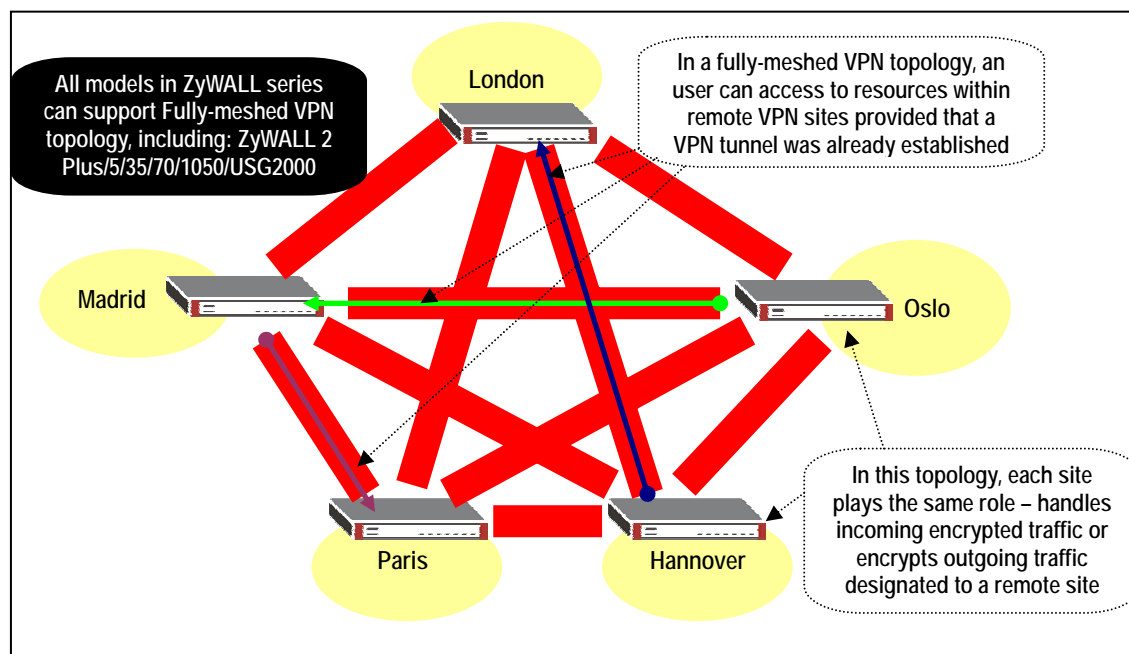 All models in ZyWALL series
can support Fully-meshed VPN
topology, including: ZyWALL 2
Plus/5/35/70/1050/USG2000
London
In a fully-meshed VPN topology, an
user can access to resources within
remote VPN sites provided that a
VPN tunnel was already established
Madrid
Oslo
Paris
Hannover
In this topology, each site
plays the same role – handles
incoming encrypted traffic or
encrypts outgoing traffic
designated to a remote site